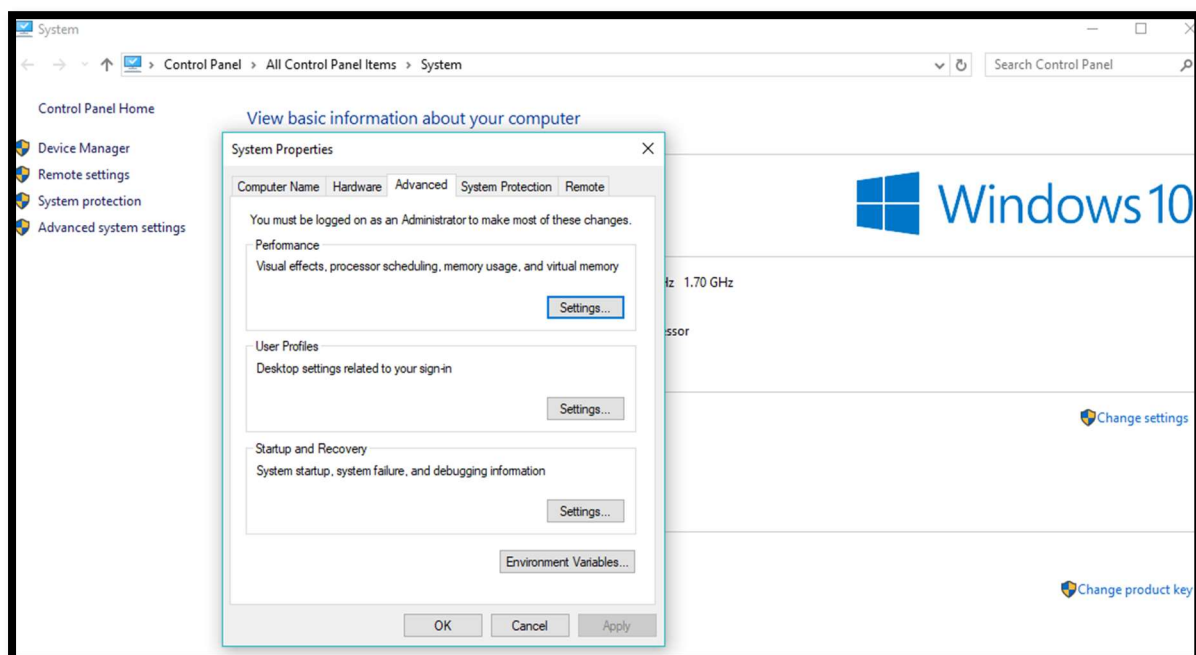 System
Control Panel > All Control Panel Items > System
Search Control Panel
Control Panel Home
Device Manager
Remote settings
System protection
Advanced system settings
View basic information about your computer
System Properties
Computer Name Hardware Advanced System Protection Remote
You must be logged on as an Administrator to make most of these changes.
Performance
Visual effects, processor scheduling, memory usage, and virtual memory
Settings...
User Profiles
Desktop settings related to your sign-in
Settings...
Startup and Recovery
System startup, system failure, and debugging information
Settings...
Environment Variables...
OK Cancel Apply
Windows 10
Hz 1.70 GHz
essor
Change settings
Change product key